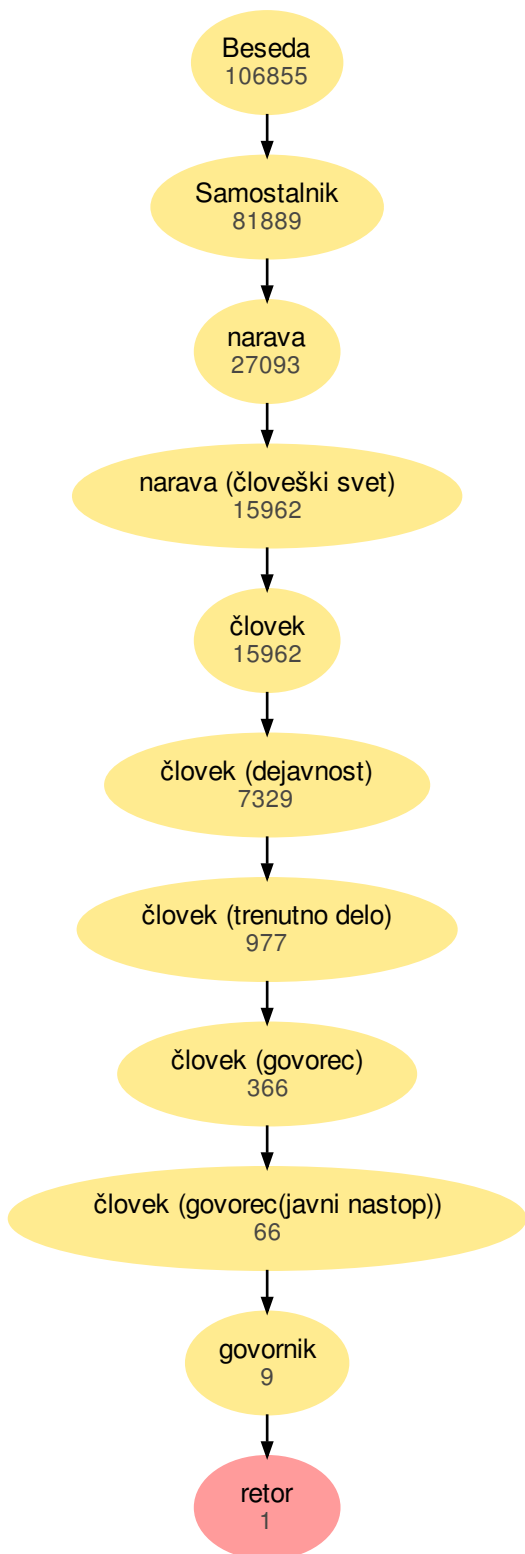 Beseda
106855
Samostalnik
81889
narava
27093
narava (človeški svet)
15962
človek
15962
človek (dejavnost)
7329
človek (trenutno delo)
977
človek (govorec)
366
človek (govorec(javni nastop))
66
govornik
9
retor
1